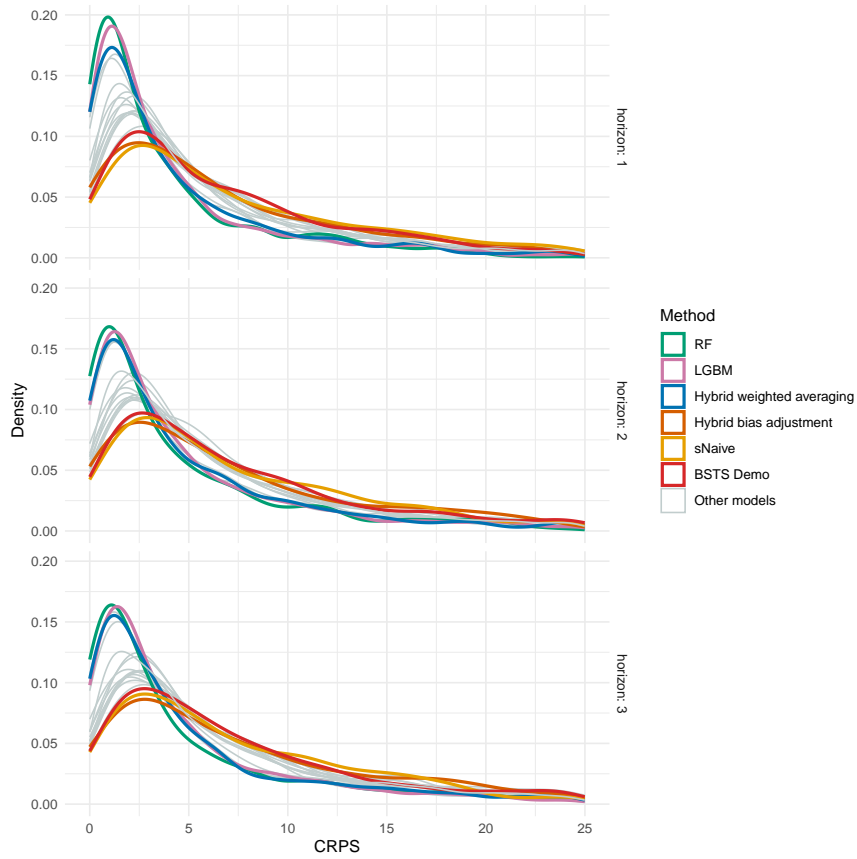 0.20
0.15
0.10
0.05
0.00
horizon: 1
0.20
0.15
0.10
0.05
0.00
horizon: 2
0.20
0.15
0.10
0.05
0.00
horizon: 3
Density
0 5 10 15 20 25
CRPS
Method
RF
LGBM
Hybrid weighted averaging
Hybrid bias adjustment
sNaive
BSTS Demo
Other models